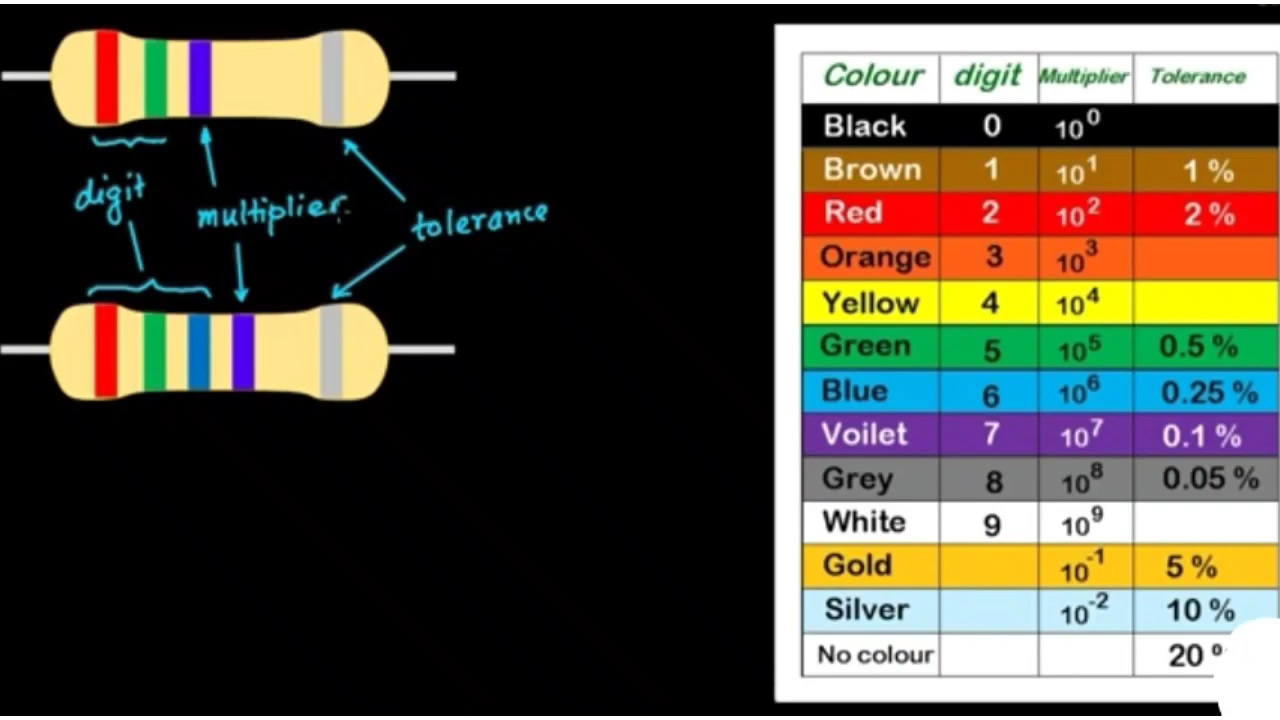 digit
multiplier
tolerance
Colour digit Multiplier Tolerance
Black 0 10⁰
Brown 1 10¹ 1 %
Red 2 10² 2 %
Orange 3 10³
Yellow 4 10⁴
Green 5 10⁵ 0.5 %
Blue 6 10⁶ 0.25 %
Voilet 7 10⁷ 0.1 %
Grey 8 10⁸ 0.05 %
White 9 10⁹
Gold 10⁻¹ 5 %
Silver 10⁻² 10 %
No colour 20